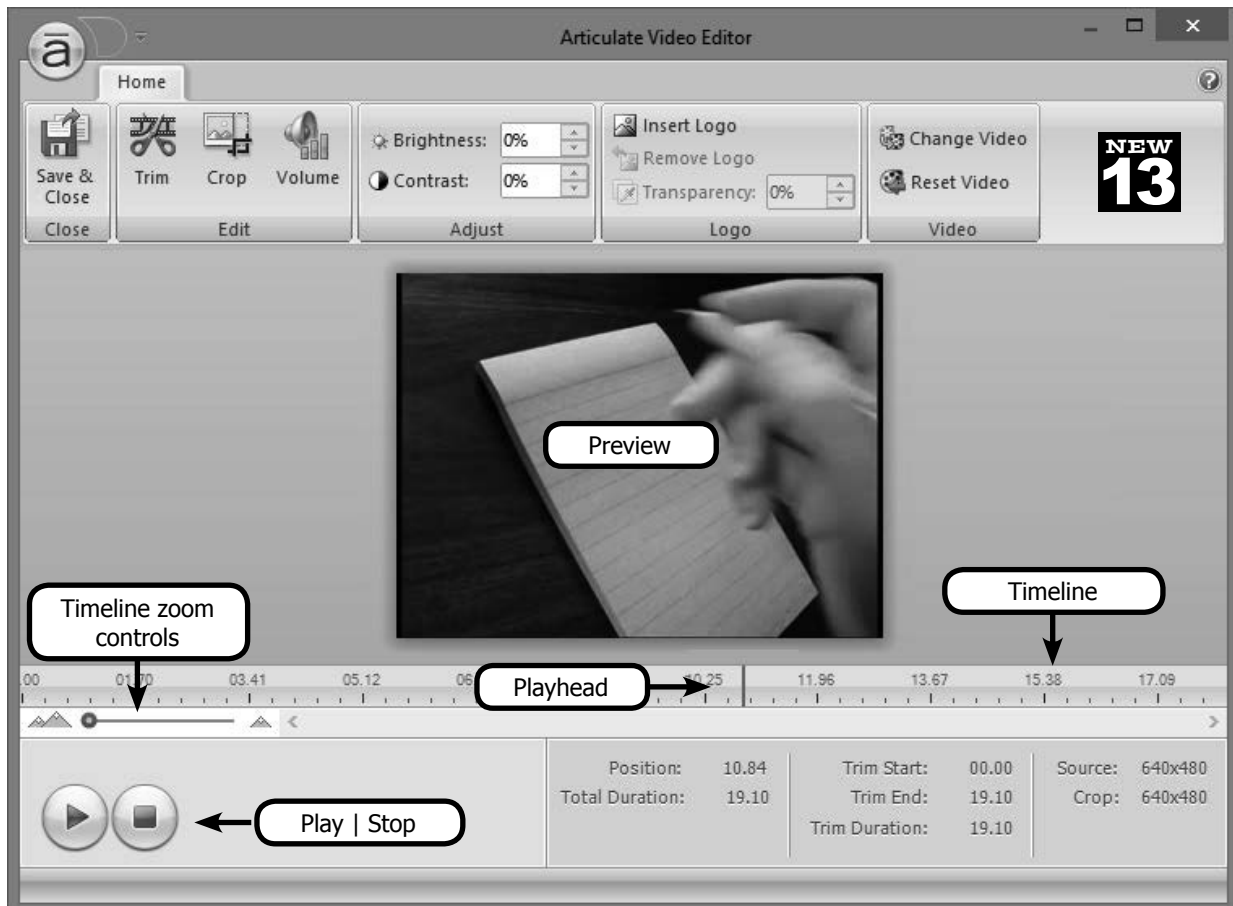 ā
Articulate Video Editor
Home
Save &
Close
Trim
Crop
Volume
Brightness: 0%
Contrast: 0%
Insert Logo
Remove Logo
Transparency: 0%
Change Video
Reset Video
NEW
13
Close
Edit
Adjust
Logo
Video
Preview
Timeline zoom
controls
Timeline
Playhead
.00 03.41 05.12 06 10.25 11.96 13.67 15.38 17.09
Position: 10.84
Total Duration: 19.10
Trim Start: 00.00
Trim End: 19.10
Trim Duration: 19.10
Source: 640x480
Crop: 640x480
Play | Stop